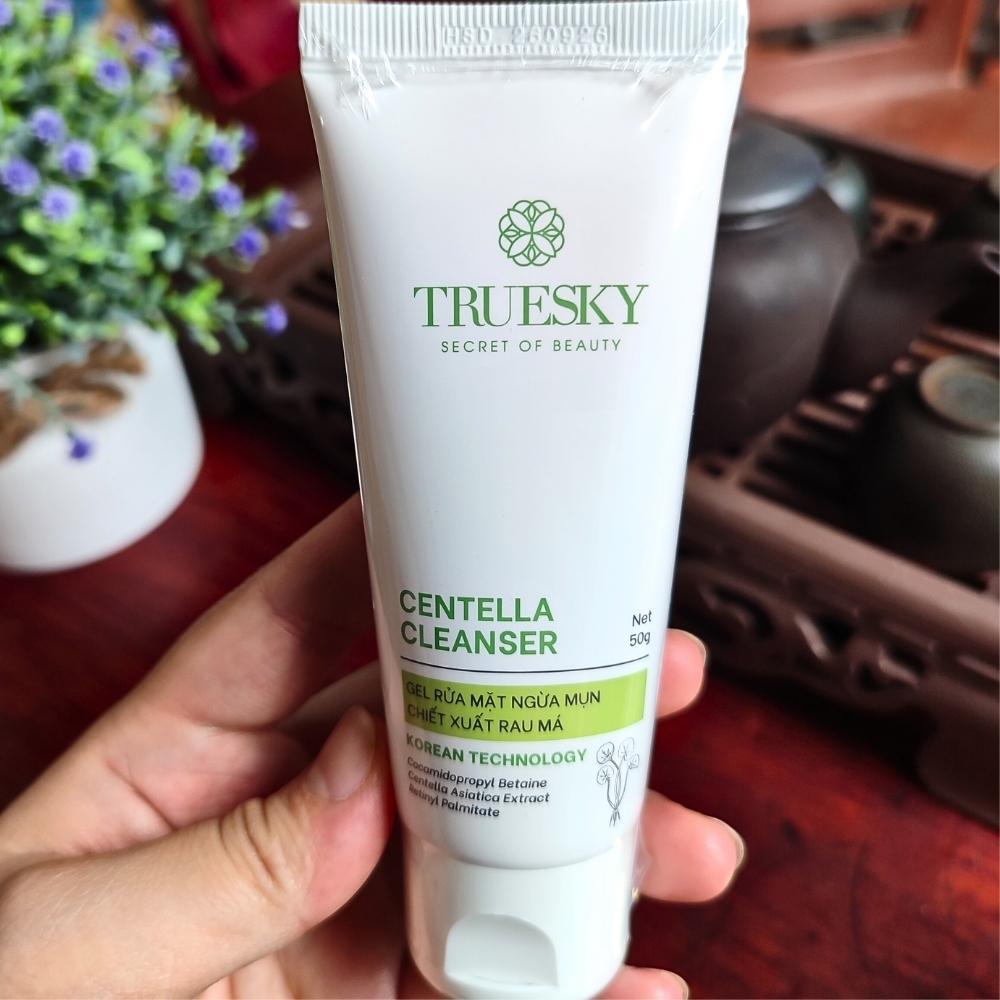 HSD 260926
TRUESKY
SECRET OF BEAUTY
CENTELLA
CLEANSER
Net
50g
GEL RỬA MẶT NGỪA MỤN
CHIẾT XUẤT RAU MÁ
KOREAN TECHNOLOGY
Cocamidopropyl Betaine
Centella Asiatica Extract
Retinyl Palmitate